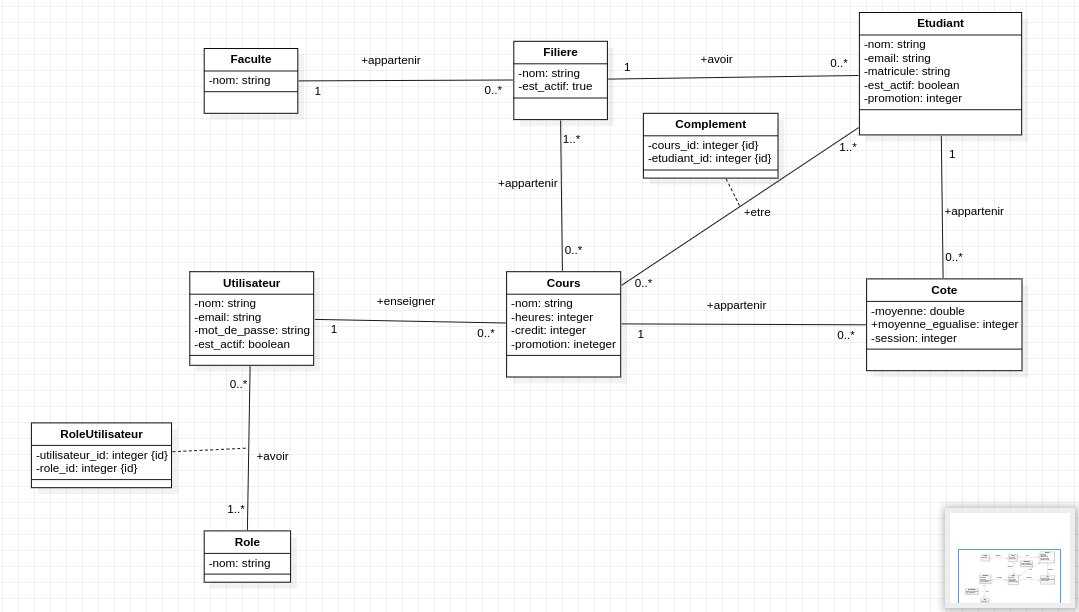 Faculte
-nom: string
+appartenir
1
0..*
Filiere
-nom: string
-est_actif: true
1
+avoir
0..*
Etudiant
-nom: string
-email: string
-matricule: string
-est_actif: boolean
-promotion: integer
Complement
-cours_id: integer {id}
-etudiant_id: integer {id}
1..*
+appartenir
0..*
1..*
+etre
0..*
1
+appartenir
0..*
Utilisateur
-nom: string
-email: string
-mot_de_passe: string
-est_actif: boolean
+enseigner
1
0..*
Cours
-nom: string
-heures: integer
-credit: integer
-promotion: ineteger
+appartenir
1
0..*
Cote
-moyenne: double
+moyenne_egualise: integer
-session: integer
0..*
RoleUtilisateur
-utilisateur_id: integer {id}
-role_id: integer {id}
+avoir
1..*
Role
-nom: string